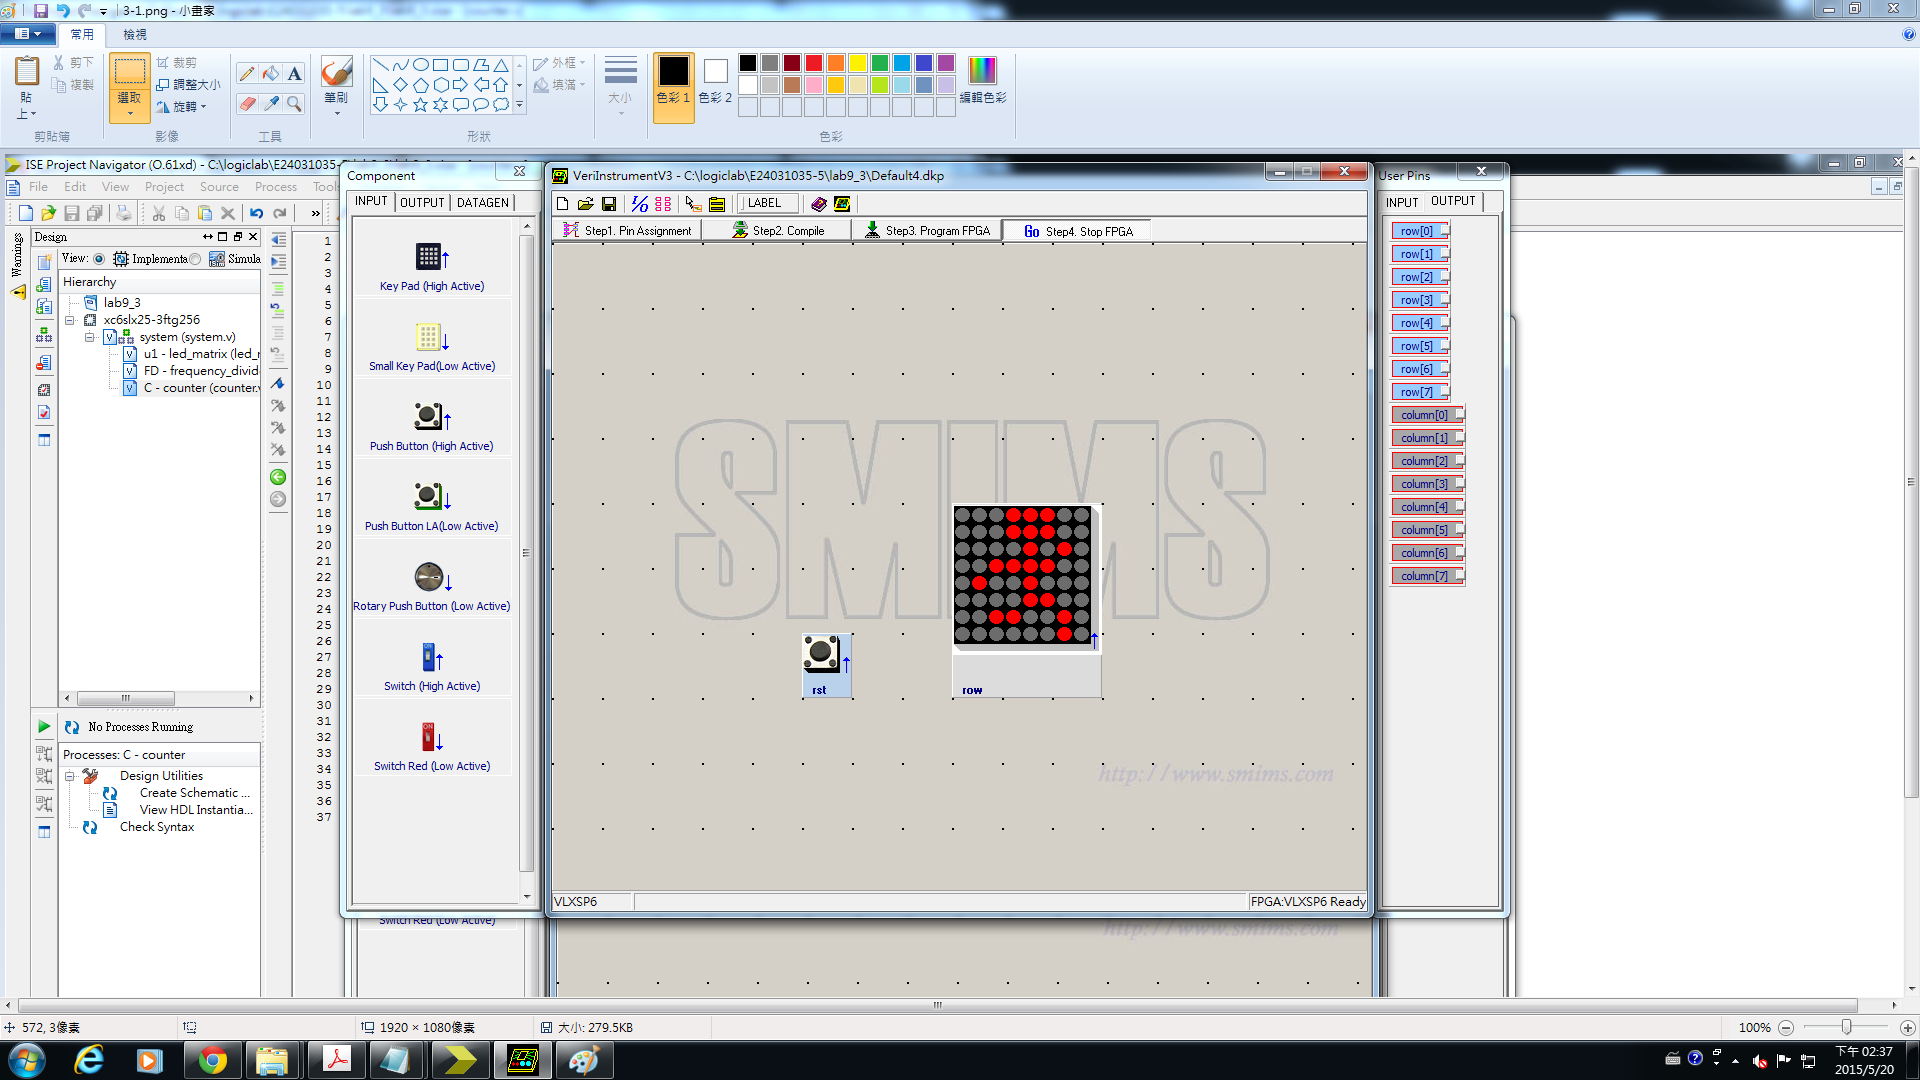 3-1.png - 小畫家
常用
檢視
貼上
剪下
複製
剪貼簿
選取
裁剪
調整大小
旋轉
影像
A
工具
筆刷
外框
填滿
形狀
大小
色彩 1
色彩 2
編輯色彩
色彩
ISE Project Navigator (O.61xd) - C:\logiclab\E24031035-
File Edit View Project Source Process Tools
Design
Warnings
View: Implementa Simula
Hierarchy
lab9_3
xc6slx25-3ftg256
system (system.v)
u1 - led_matrix (led_r
FD - frequency_divid
C - counter (counter.v
No Processes Running
Processes: C - counter
Design Utilities
Create Schematic ...
View HDL Instantia...
Check Syntax
1
2
3
4
5
6
7
8
9
10
11
12
13
14
15
16
17
18
19
20
21
22
23
24
25
26
27
28
29
30
31
32
33
34
35
36
37
Component
INPUT OUTPUT DATAGEN
Key Pad (High Active)
Small Key Pad(Low Active)
Push Button (High Active)
Push Button LA(Low Active)
Rotary Push Button (Low Active)
Switch (High Active)
ON
Switch Red (Low Active)
Switch Red (Low Active)
VeriInstrumentV3 - C:\logiclab\E24031035-5\lab9_3\Default4.dkp
LABEL
Step1. Pin Assignment
Step2. Compile
Step3. Program FPGA
Go Step4. Stop FPGA
SMIMS
rst
row
http://www.smims.com
VLXSP6
FPGA:VLXSP6 Ready
http://www.smims.com
User Pins
INPUT OUTPUT
row[0]
row[1]
row[2]
row[3]
row[4]
row[5]
row[6]
row[7]
column[0]
column[1]
column[2]
column[3]
column[4]
column[5]
column[6]
column[7]
572, 3像素
1920 × 1080像素
大小: 279.5KB
100%
下午 02:37
2015/5/20